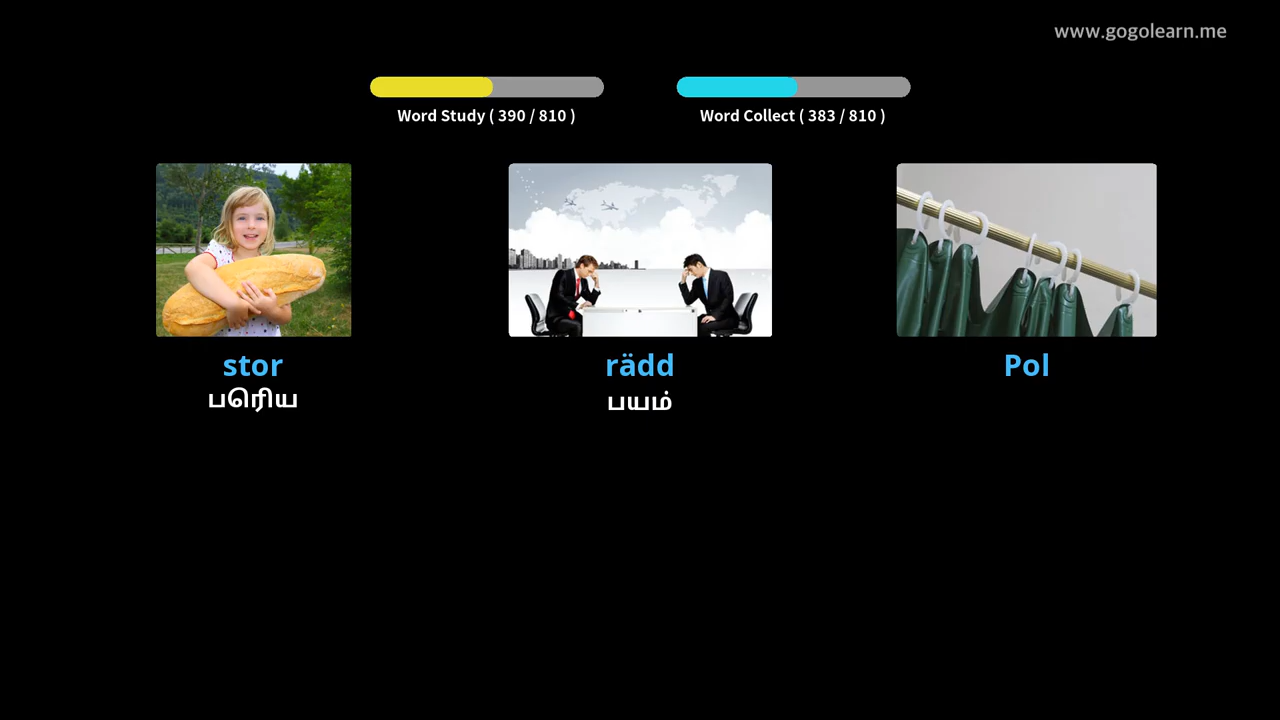 www.gogolearn.me
Word Study ( 390 / 810 )
Word Collect ( 383 / 810 )
stor
பெரிய
rädd
பயம்
Pol